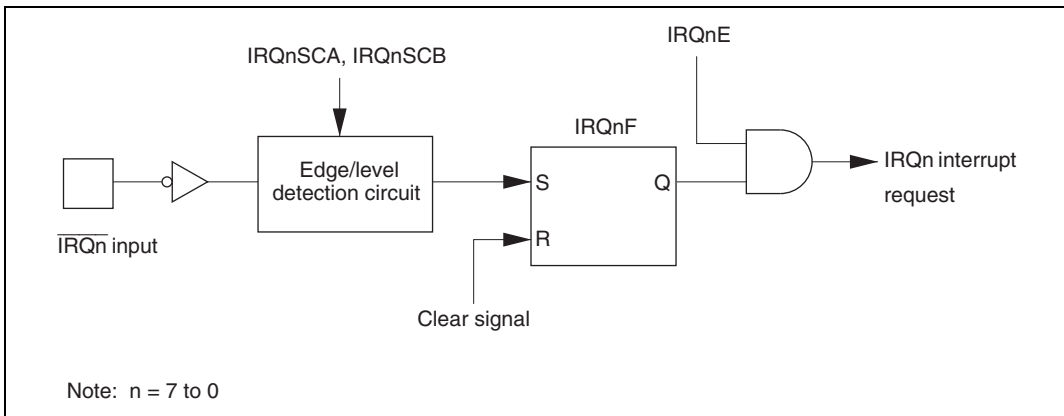 IRQnE
IRQnSCA, IRQnSCB
IRQnF
Edge/level
detection circuit
S
Q
R
IRQn interrupt
request
IRQn input
Clear signal
Note: n = 7 to 0